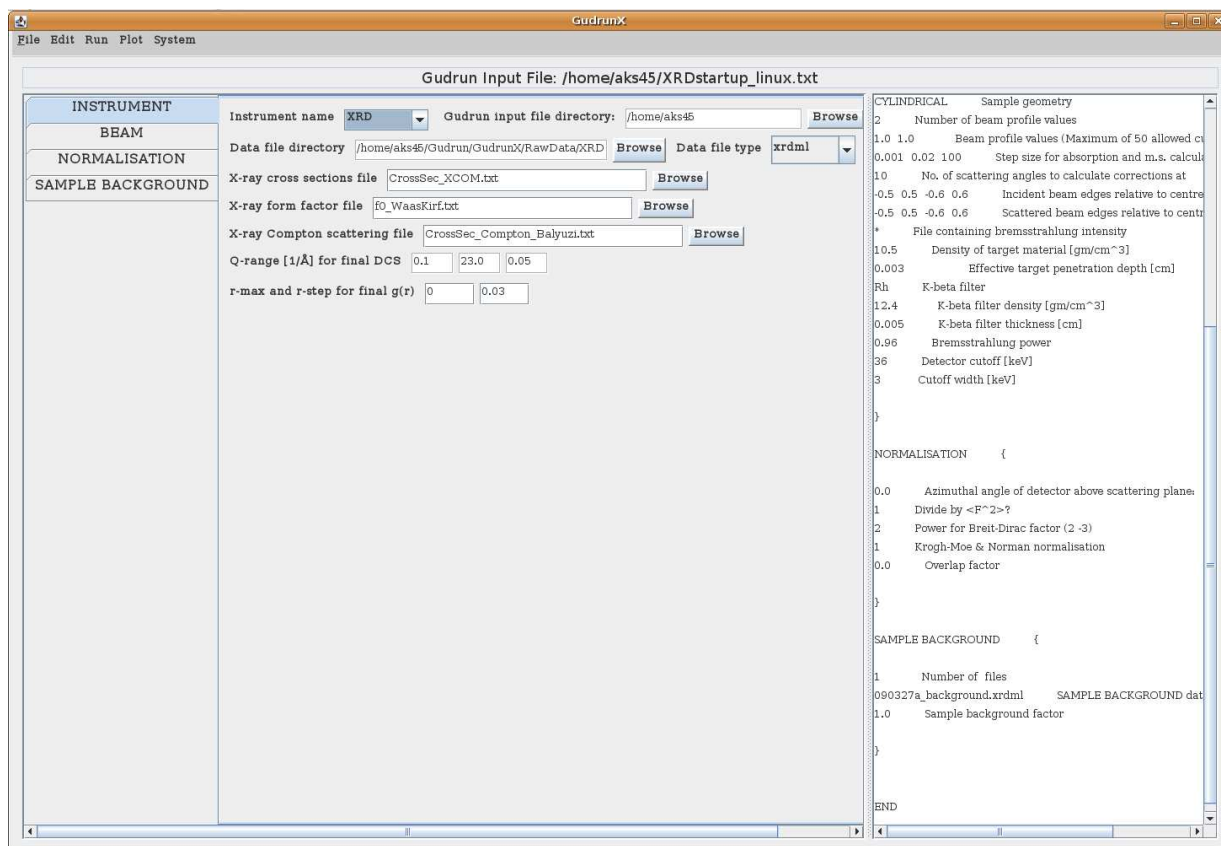 GudrunX
File Edit Run Plot System
Gudrun Input File: /home/aks45/XRDstartup_linux.txt
INSTRUMENT
BEAM
NORMALISATION
SAMPLE BACKGROUND
Instrument name XRD Gudrun input file directory: /home/aks45 Browse
Data file directory /home/aks45/Gudrun/GudrunX/RawData/XRD Browse Data file type xrdml
X-ray cross sections file CrossSec_XCOM.txt Browse
X-ray form factor file f0_WaasKirf.txt Browse
X-ray Compton scattering file CrossSec_Compton_Balyuzi.txt Browse
Q-range [1/Å] for final DCS 0.1 23.0 0.05
r-max and r-step for final g(r) 0 0.03
CYLINDRICAL Sample geometry
2 Number of beam profile values
1.0 1.0 Beam profile values (Maximum of 50 allowed cu
0.001 0.02 100 Step size for absorption and m.s. calcula
10 No. of scattering angles to calculate corrections at
-0.5 0.5 -0.6 0.6 Incident beam edges relative to centre
-0.5 0.5 -0.6 0.6 Scattered beam edges relative to centr
* File containing bremsstrahlung intensity
10.5 Density of target material [gm/cm^3]
0.003 Effective target penetration depth [cm]
Rh K-beta filter
12.4 K-beta filter density [gm/cm^3]
0.005 K-beta filter thickness [cm]
0.96 Bremsstrahlung power
36 Detector cutoff [keV]
3 Cutoff width [keV]
}
NORMALISATION {
0.0 Azimuthal angle of detector above scattering plane:
1 Divide by <F^2>?
2 Power for Breit-Dirac factor (2 -3)
1 Krogh-Moe & Norman normalisation
0.0 Overlap factor
}
SAMPLE BACKGROUND {
1 Number of files
090327a_background.xrdml SAMPLE BACKGROUND dat
1.0 Sample background factor
}
END